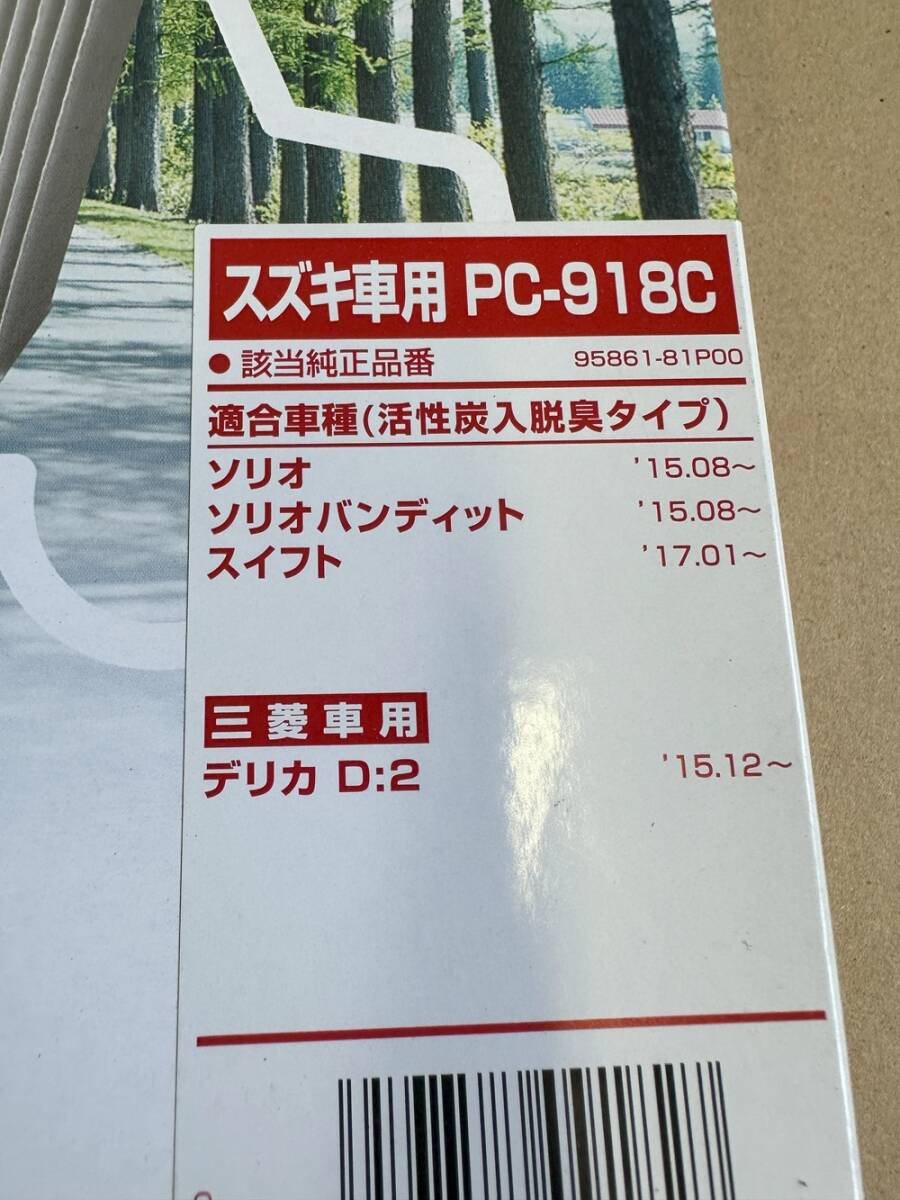 スズキ車用 PC-918C
● 該当純正品番 95861-81P00
適合車種(活性炭入脱臭タイプ)
ソリオ '15.08〜
ソリオバンディット '15.08〜
スイフト '17.01〜
三菱車用
デリカ D:2 '15.12〜